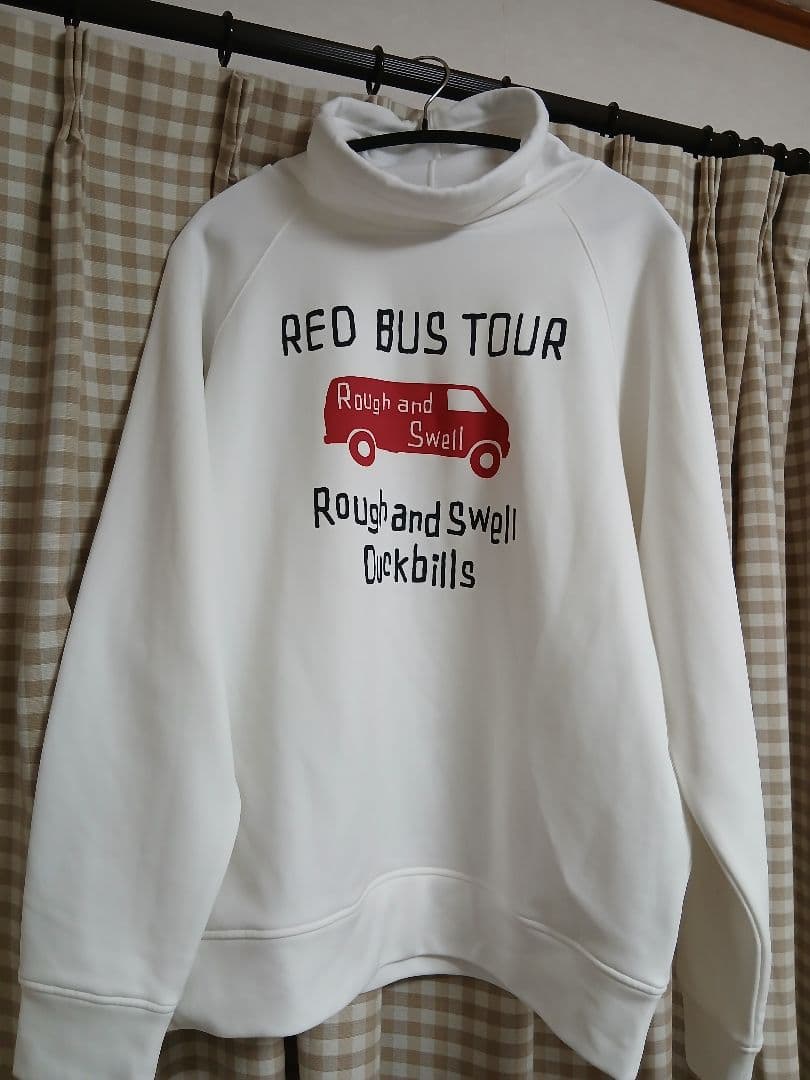 RED BUS TOUR
Rough and
Swell
Rough and Swell
Duckbills